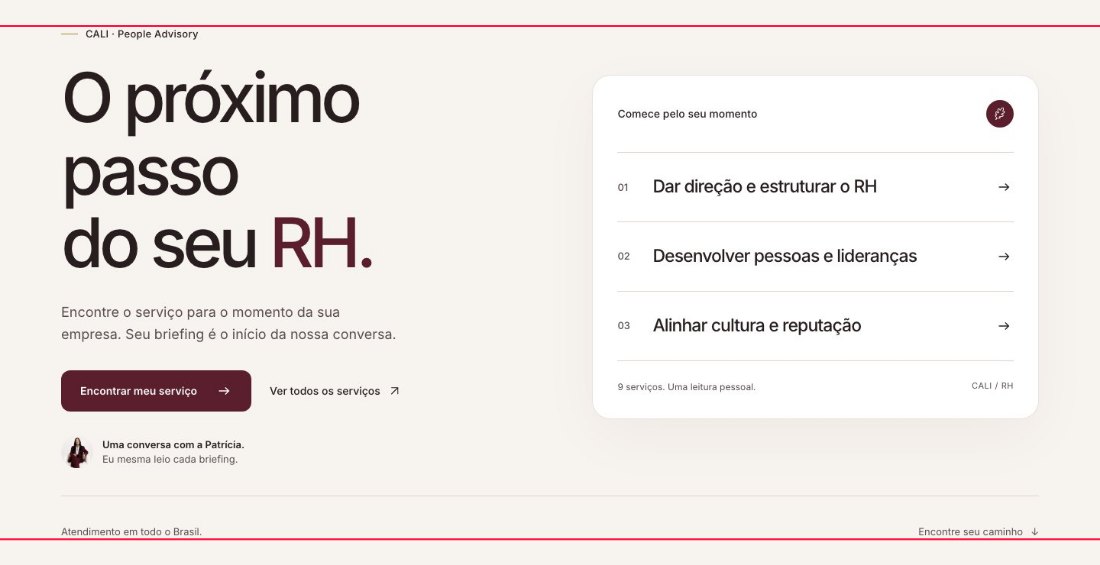 CALI · People Advisory
O próximo
passo
do seu RH.
Encontre o serviço para o momento da sua
empresa. Seu briefing é o início da nossa conversa.
Encontrar meu serviço →
Ver todos os serviços ↗
Uma conversa com a Patrícia.
Eu mesma leio cada briefing.
Comece pelo seu momento
01 Dar direção e estruturar o RH →
02 Desenvolver pessoas e lideranças →
03 Alinhar cultura e reputação →
9 serviços. Uma leitura pessoal.
CALI / RH
Atendimento em todo o Brasil.
Encontre seu caminho ↓